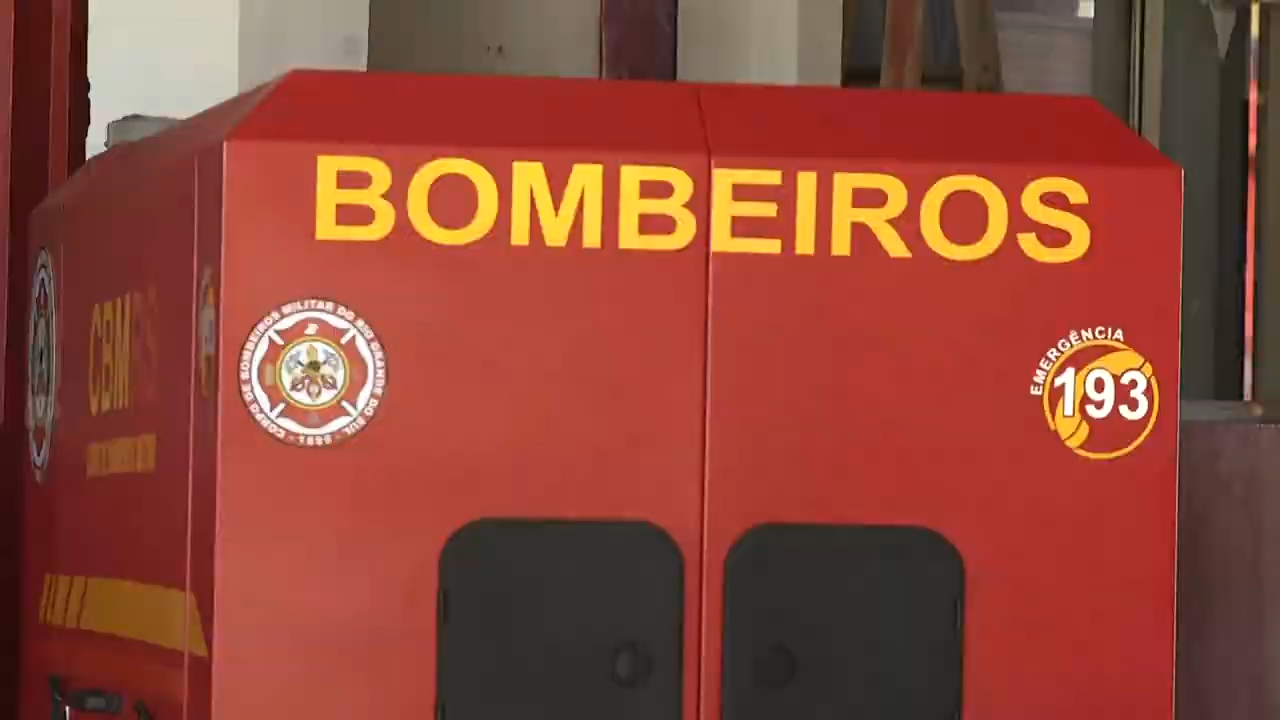 BOMBEIROS
CORPO DE BOMBEIROS MILITAR DO RIO GRANDE DO SUL
EMERGÊNCIA
193
CBM